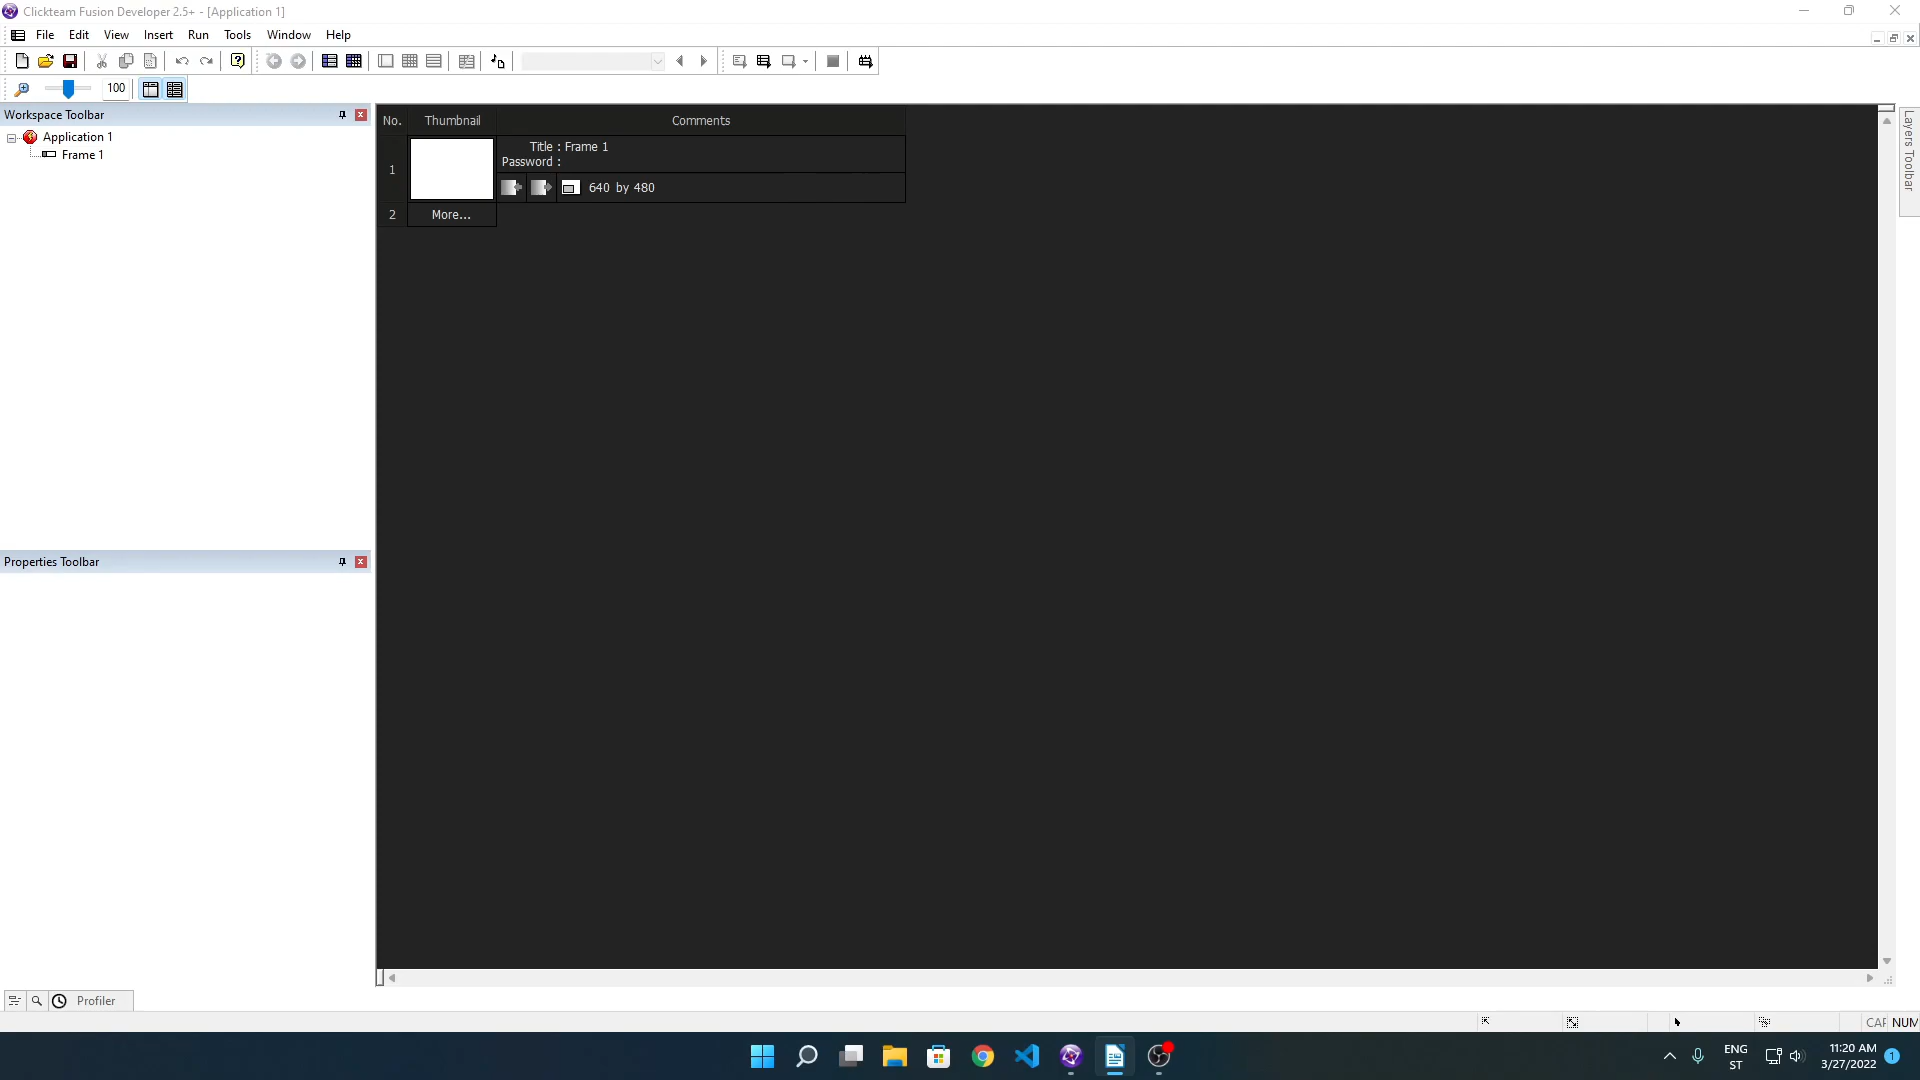 Clickteam Fusion Developer 2.5+ - [Application 1]
File Edit View Insert Run Tools Window Help
100
Workspace Toolbar
Application 1
Frame 1
No. Thumbnail Comments
1
Title : Frame 1
Password :
640 by 480
2 More...
Layers Toolbar
Properties Toolbar
Profiler
CAP NUM
ENG
ST
11:20 AM
3/27/2022
1